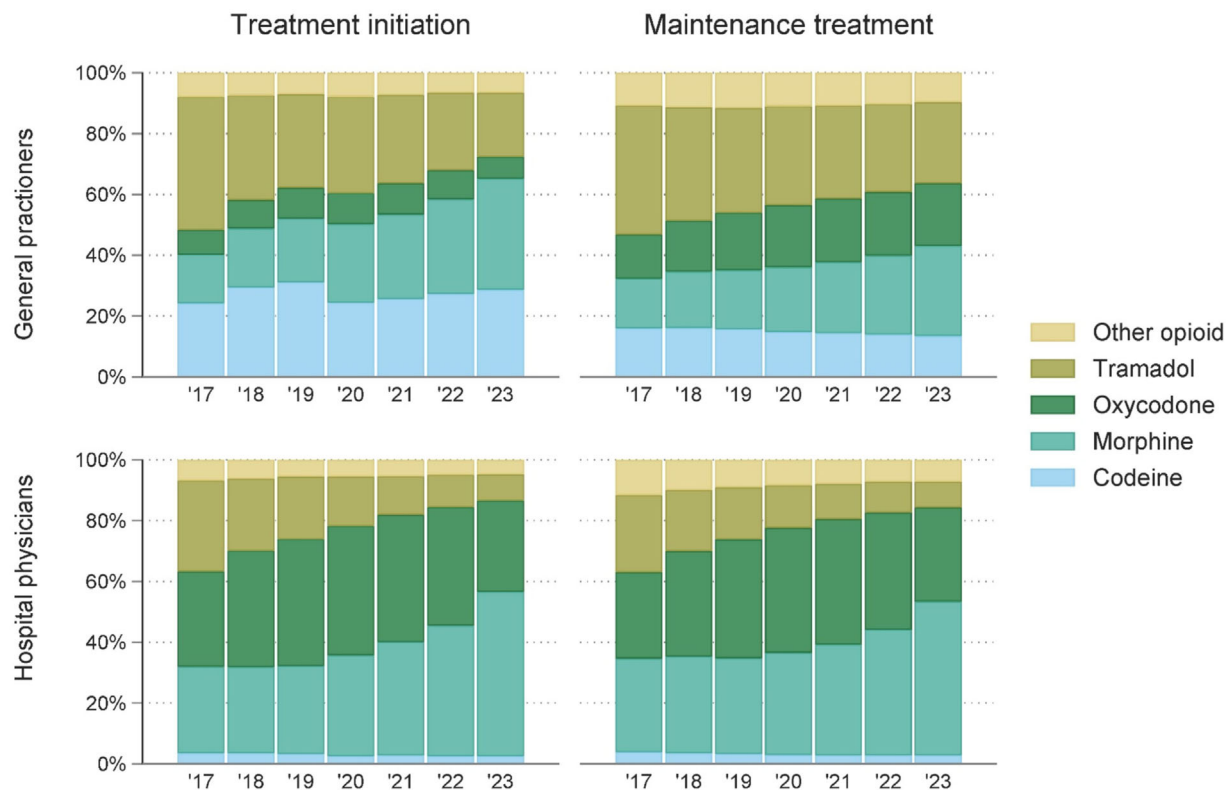 Treatment initiation
Maintenance treatment
General practioners
100%
80%
60%
40%
20%
0%
'17 '18 '19 '20 '21 '22 '23
'17 '18 '19 '20 '21 '22 '23
Other opioid
Tramadol
Oxycodone
Morphine
Codeine
Hospital physicians
100%
80%
60%
40%
20%
0%
'17 '18 '19 '20 '21 '22 '23
'17 '18 '19 '20 '21 '22 '23